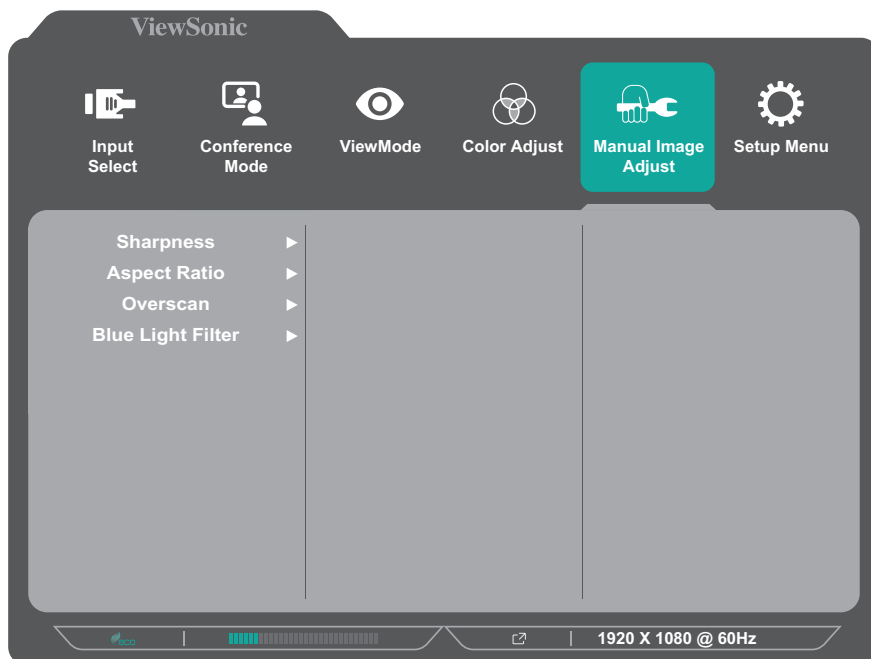 ViewSonic
Input
Select
Conference
Mode
ViewMode
Color Adjust
Manual Image
Adjust
Setup Menu
Sharpness
Aspect Ratio
Overscan
Blue Light Filter
eco
1920 X 1080 @ 60Hz